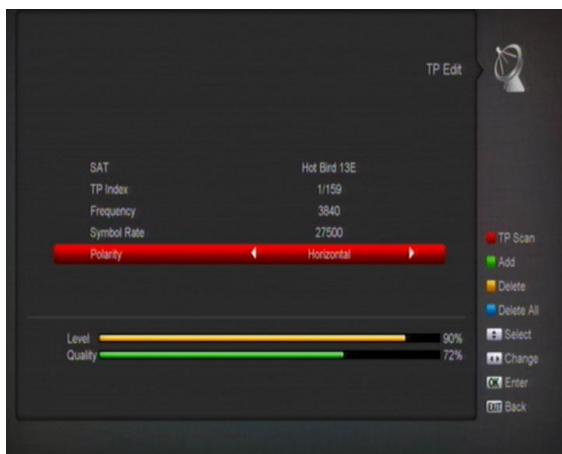 TP Edit
SAT Hot Bird 13E
TP Index 1/159
Frequency 3840
Symbol Rate 27500
Polarity Horizontal
Level 90%
Quality 72%
TP Scan
Add
Delete
Delete All
Select
Change
OK Enter
EXIT Back